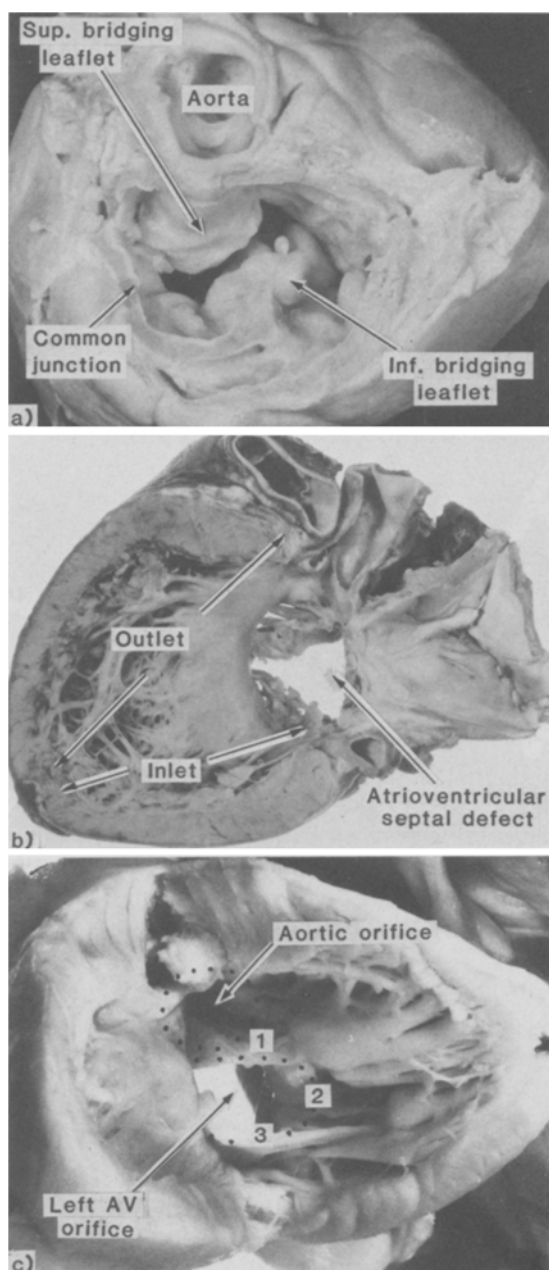 Sup. bridging
leaflet
Aorta
Common
junction
Inf. bridging
leaflet
a)
Outlet
Inlet
Atrioventricular
septal defect
b)
Aortic orifice
1
2
3
Left AV
orifice
c)